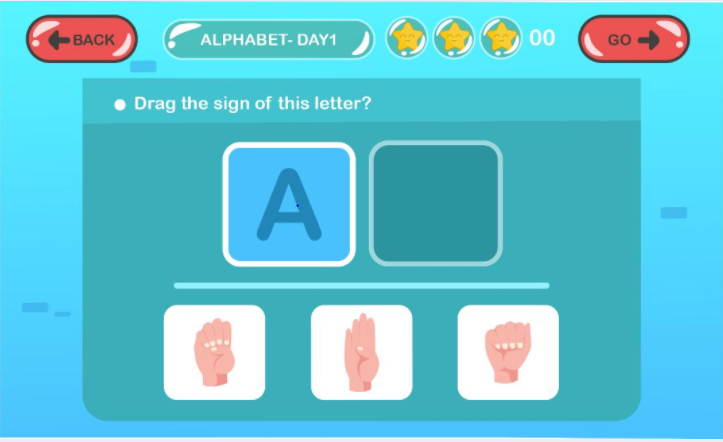 BACK
ALPHABET- DAY1
00
GO
Drag the sign of this letter?
A